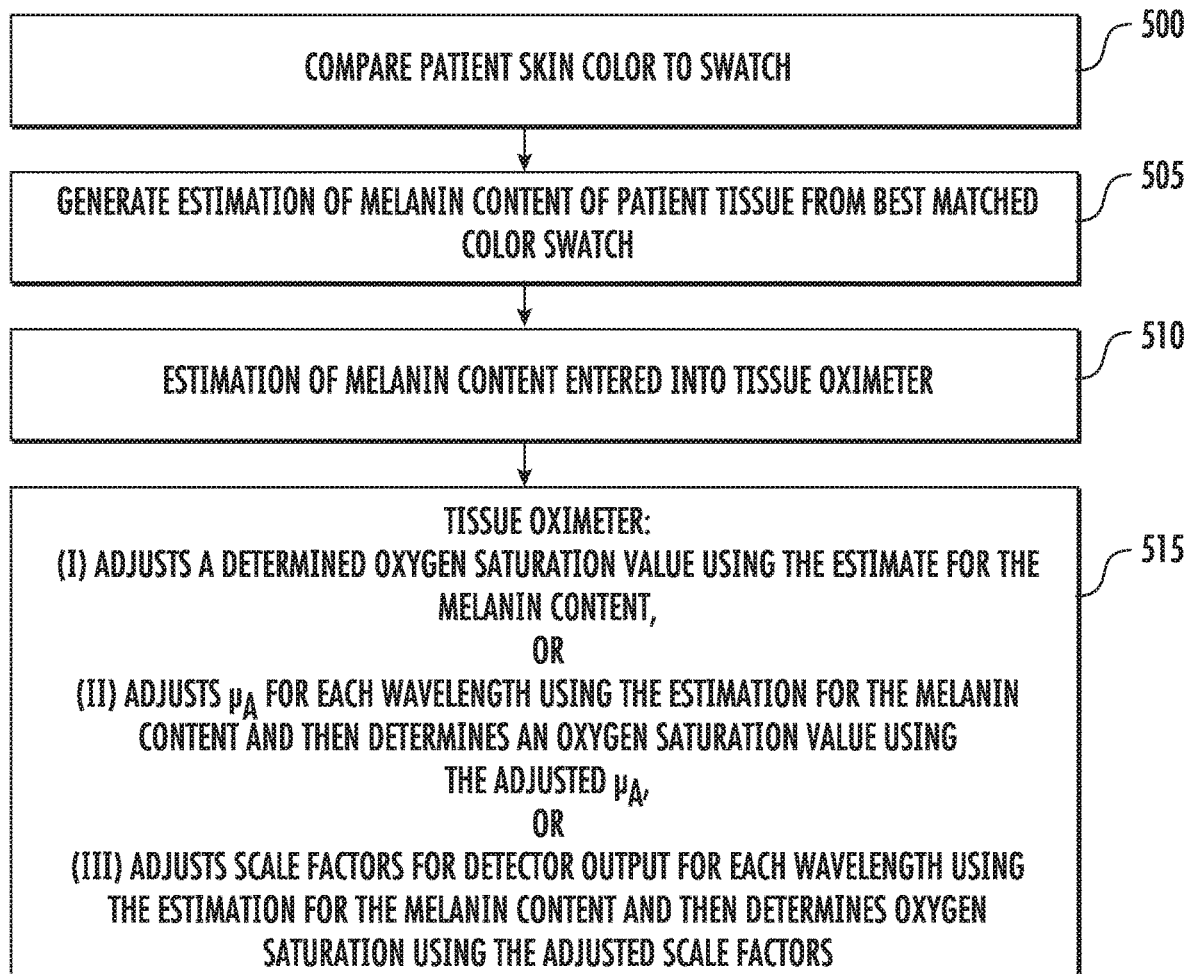 500
COMPARE PATIENT SKIN COLOR TO SWATCH
505
GENERATE ESTIMATION OF MELANIN CONTENT OF PATIENT TISSUE FROM BEST MATCHED
COLOR SWATCH
510
ESTIMATION OF MELANIN CONTENT ENTERED INTO TISSUE OXIMETER
515
TISSUE OXIMETER:
(I) ADJUSTS A DETERMINED OXYGEN SATURATION VALUE USING THE ESTIMATE FOR THE
MELANIN CONTENT,
OR
(II) ADJUSTS μA FOR EACH WAVELENGTH USING THE ESTIMATION FOR THE MELANIN
CONTENT AND THEN DETERMINES AN OXYGEN SATURATION VALUE USING
THE ADJUSTED μA,
OR
(III) ADJUSTS SCALE FACTORS FOR DETECTOR OUTPUT FOR EACH WAVELENGTH USING
THE ESTIMATION FOR THE MELANIN CONTENT AND THEN DETERMINES OXYGEN
SATURATION USING THE ADJUSTED SCALE FACTORS